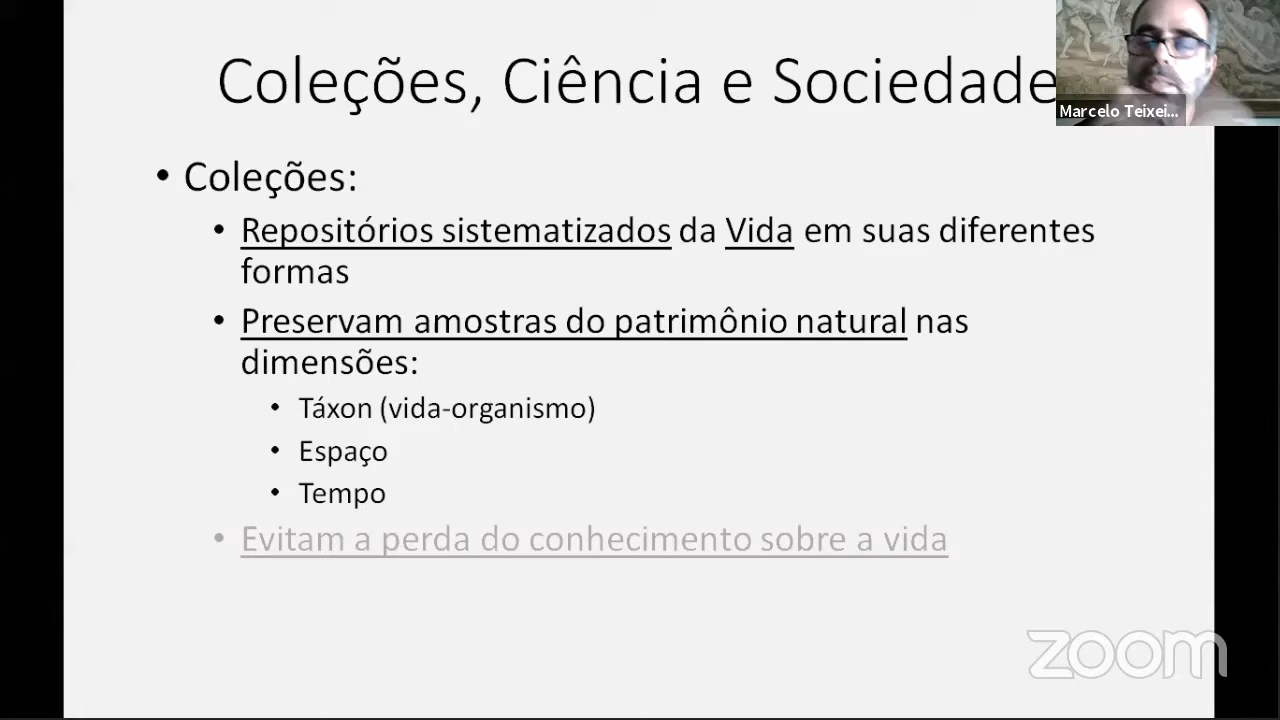 Coleções, Ciência e Sociedade
Marcelo Teixei...
• Coleções:
• Repositórios sistematizados da Vida em suas diferentes
formas
• Preservam amostras do patrimônio natural nas
dimensões:
• Táxon (vida-organismo)
• Espaço
• Tempo
• Evitam a perda do conhecimento sobre a vida
zoom